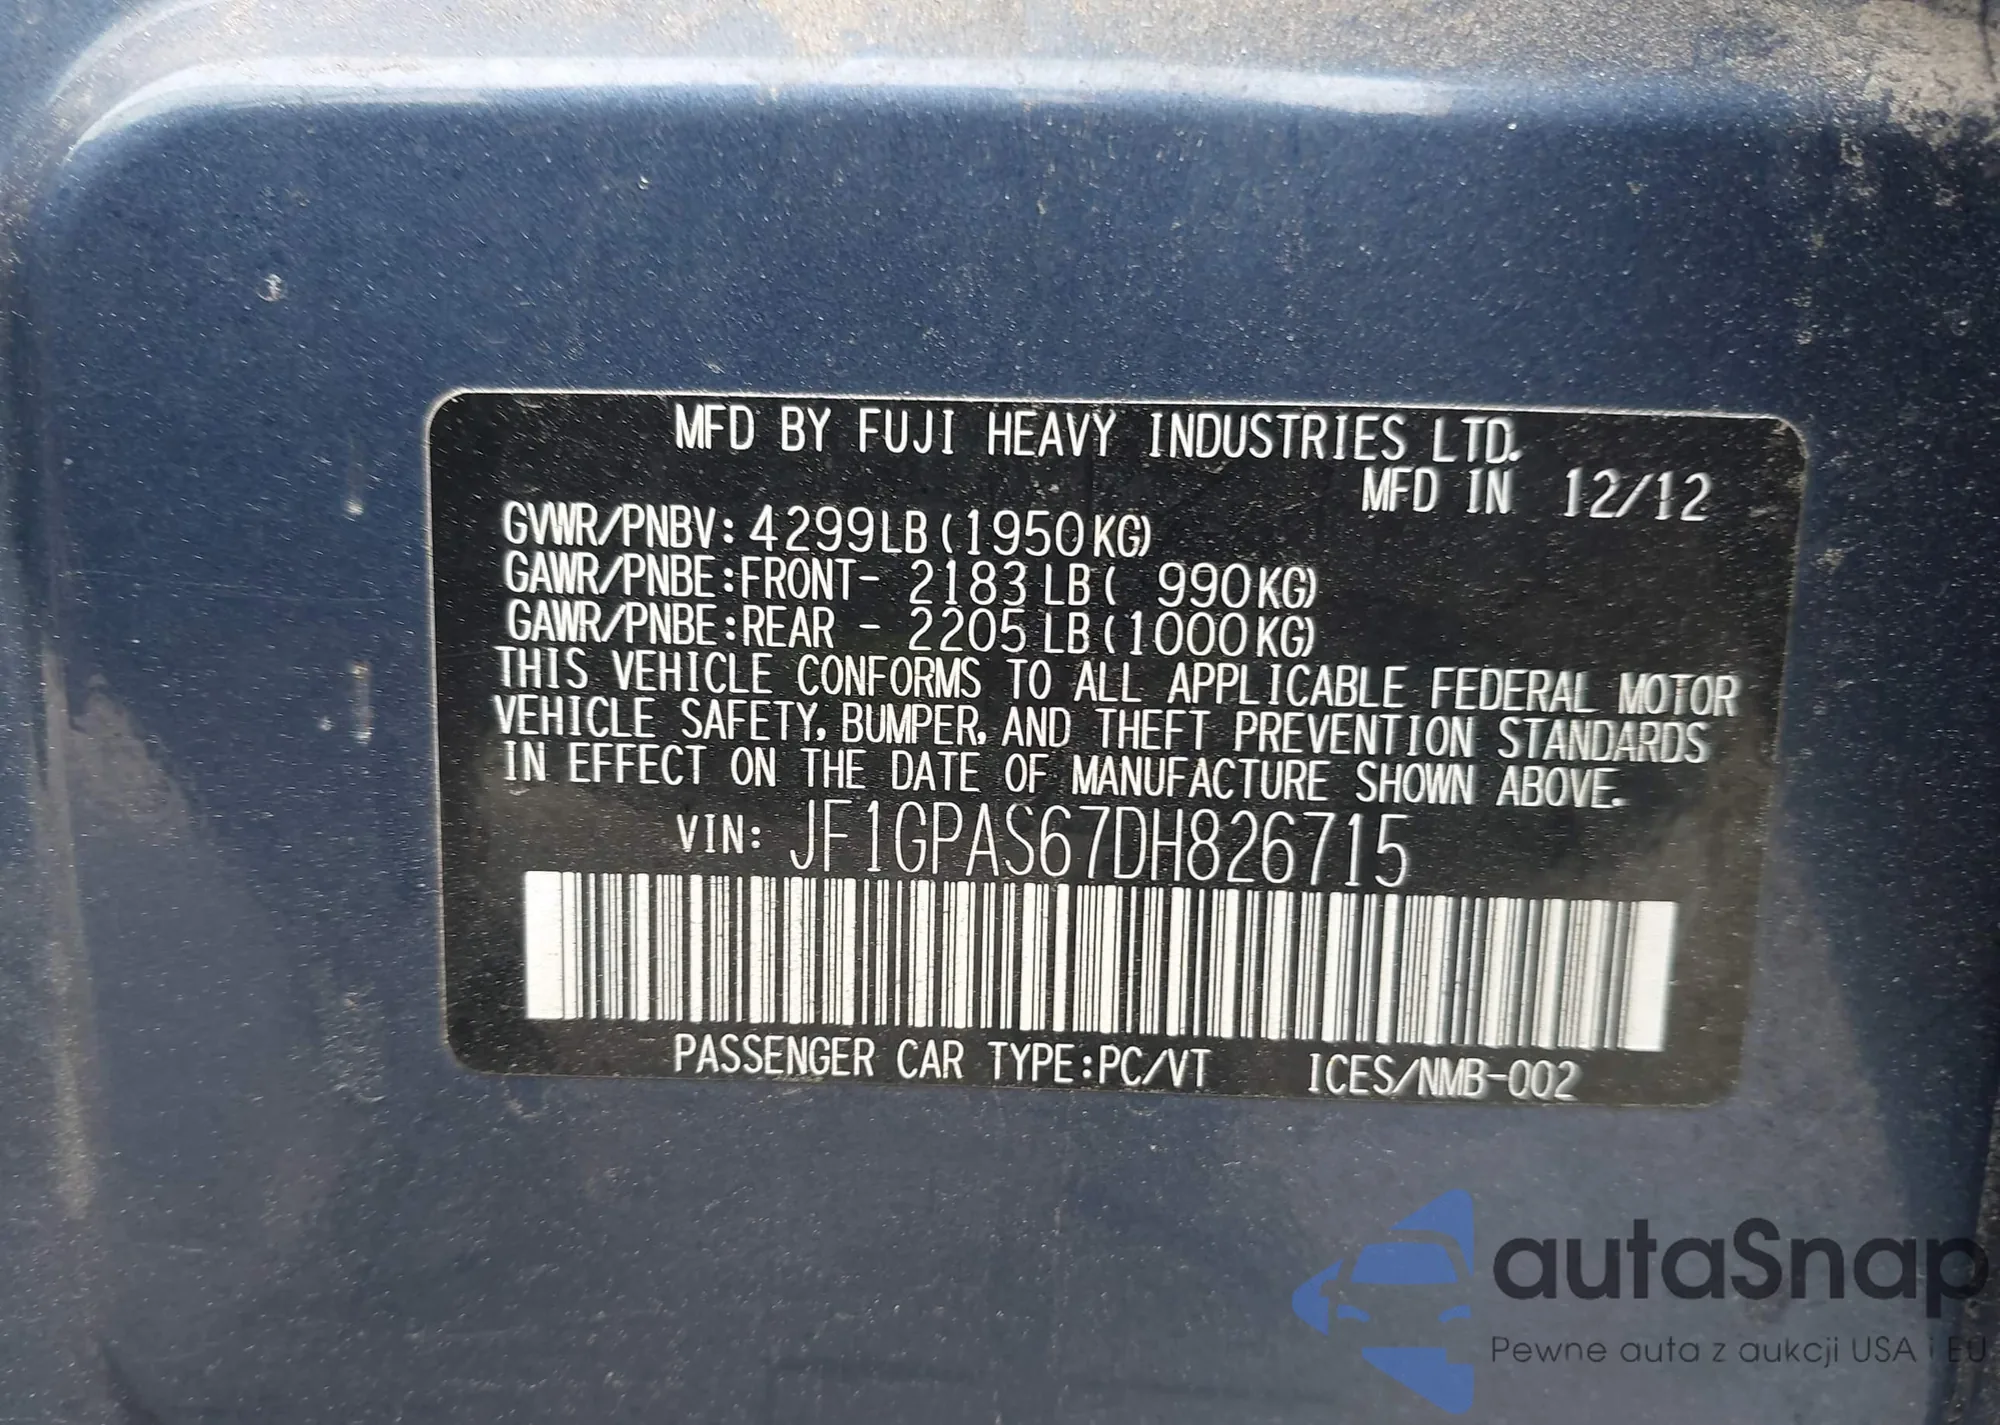 MFD BY FUJI HEAVY INDUSTRIES LTD.
MFD IN 12/12
GVWR/PNBV: 4299LB (1950KG)
GAWR/PNBE:FRONT- 2183LB ( 990KG)
GAWR/PNBE:REAR - 2205LB (1000KG)
THIS VEHICLE CONFORMS TO ALL APPLICABLE FEDERAL MOTOR
VEHICLE SAFETY, BUMPER, AND THEFT PREVENTION STANDARDS
IN EFFECT ON THE DATE OF MANUFACTURE SHOWN ABOVE.
VIN: JF1GPAS67DH826715
PASSENGER CAR TYPE:PC/VT ICES/NMB-002
autaSnap
Pewne auta z aukcji USA i EU